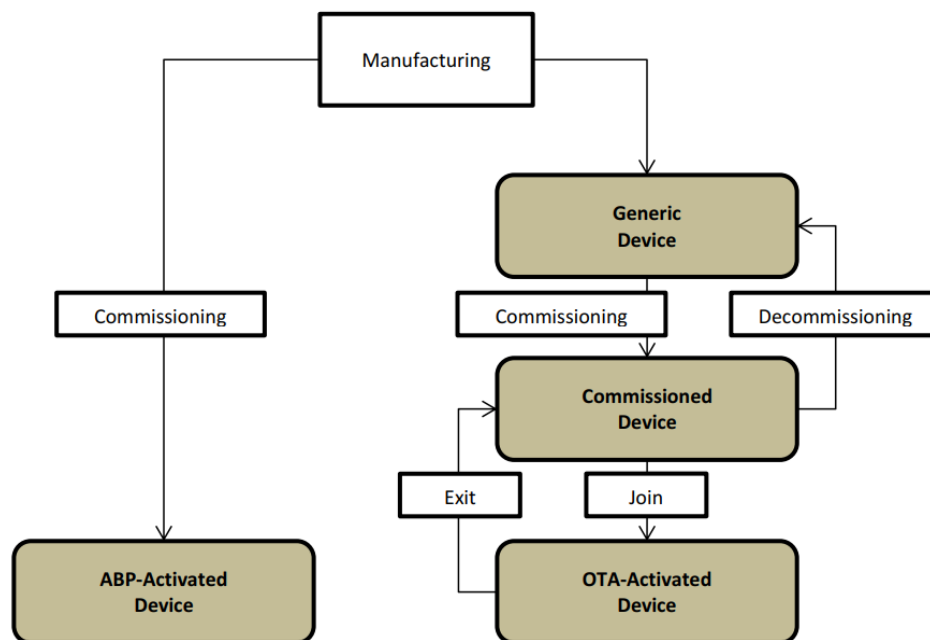 Manufacturing
Generic
Device
Commissioning
Commissioning
Decommissioning
Commissioned
Device
Exit
Join
ABP-Activated
Device
OTA-Activated
Device